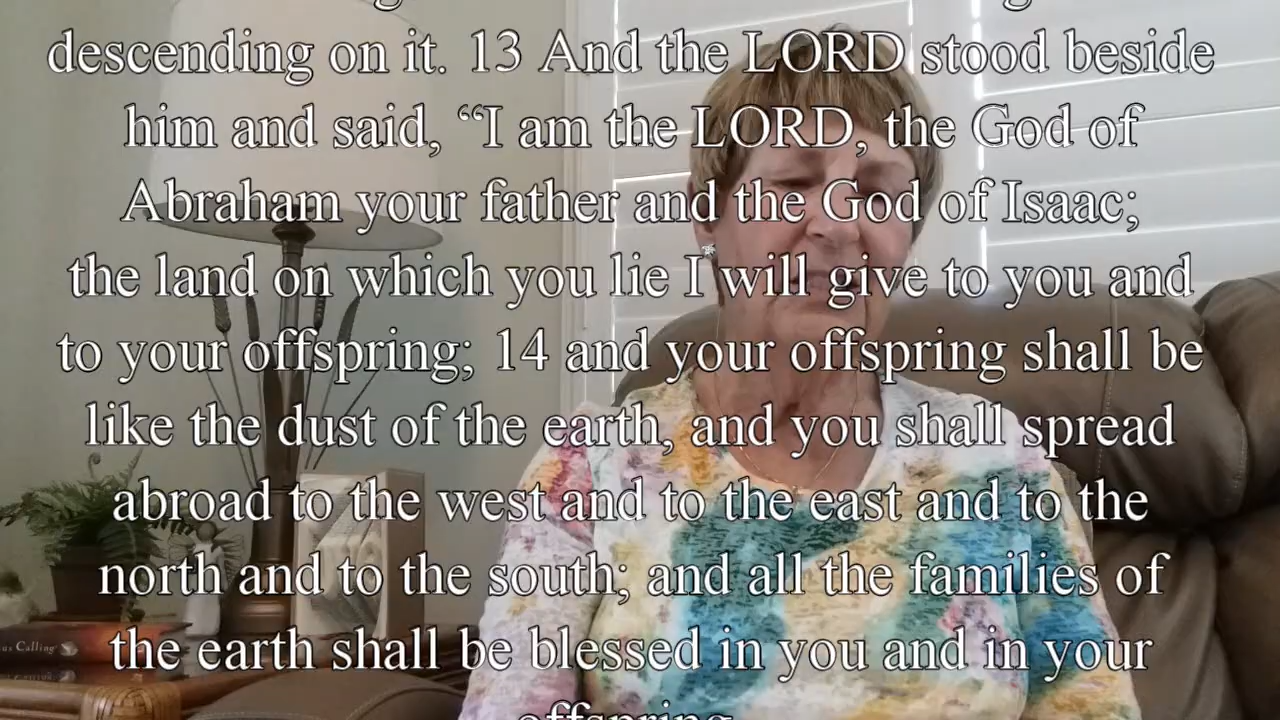 descending on it. 13 And the LORD stood beside
him and said, “I am the LORD, the God of
Abraham your father and the God of Isaac;
the land on which you lie I will give to you and
to your offspring; 14 and your offspring shall be
like the dust of the earth, and you shall spread
abroad to the west and to the east and to the
north and to the south; and all the families of
the earth shall be blessed in you and in your
offspring
Calling